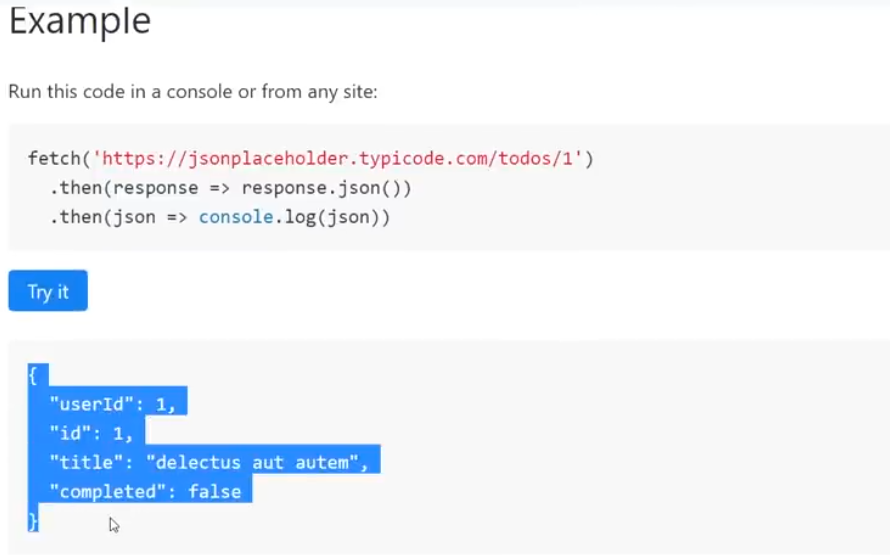 Example
Run this code in a console or from any site:
fetch('https://jsonplaceholder.typicode.com/todos/1')
.then(response => response.json())
.then(json => console.log(json))
Try it
{
"userId": 1,
"id": 1,
"title": "delectus aut autem",
"completed": false
}